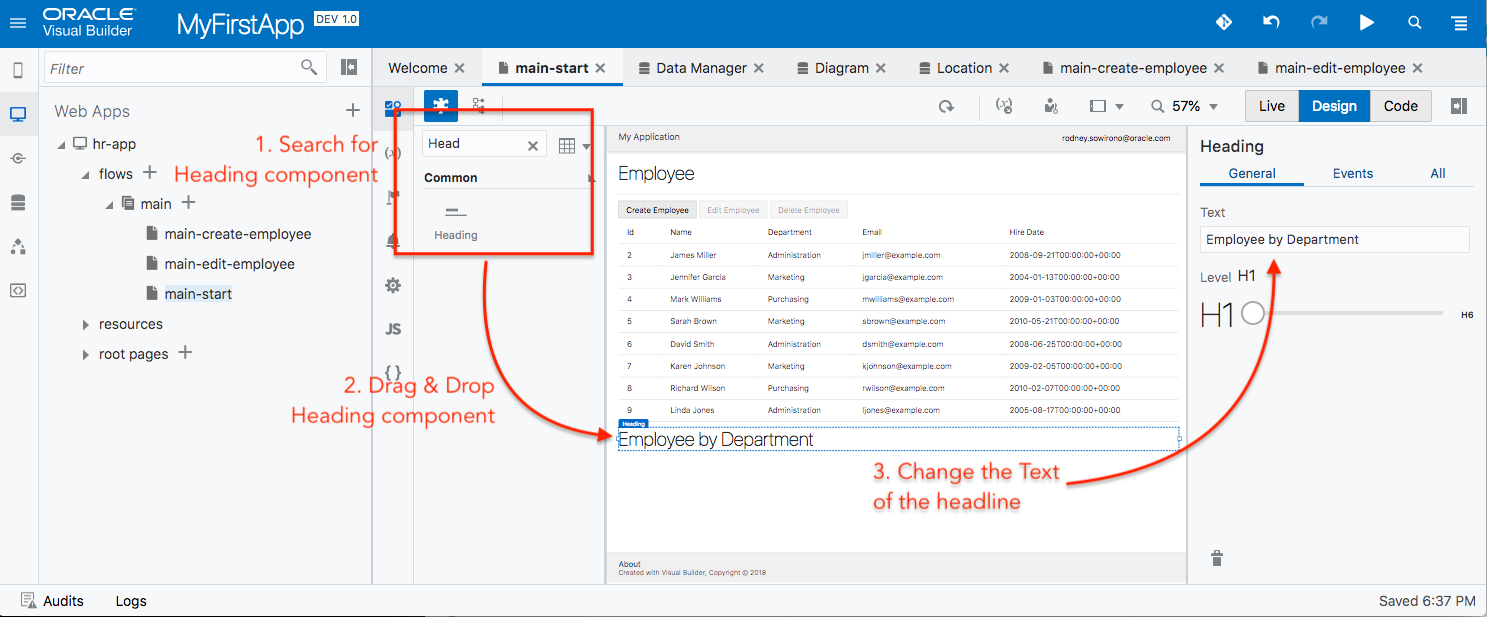 ORACLE
Visual Builder
MyFirstApp
DEV 1.0
Filter
Welcome
main-start
Data Manager
Diagram
Location
main-create-employee
main-edit-employee
Web Apps
hr-app
flows
main
main-create-employee
main-edit-employee
main-start
resources
root pages
1. Search for
Heading component
2. Drag & Drop
Heading component
3. Change the Text
of the headline
(x)
JS
{ }
Head
Common
Heading
57%
Live
Design
Code
My Application
rodney.sowirono@oracle.com
Employee
Create Employee
Edit Employee
Delete Employee
Id Name Department Email Hire Date
2 James Miller Administration jmiller@example.com 2008-09-21T00:00:00+00:00
3 Jennifer Garcia Marketing jgarcia@example.com 2004-01-13T00:00:00+00:00
4 Mark Williams Purchasing mwilliams@example.com 2009-01-03T00:00:00+00:00
5 Sarah Brown Marketing sbrown@example.com 2010-05-21T00:00:00+00:00
6 David Smith Administration dsmith@example.com 2008-06-25T00:00:00+00:00
7 Karen Johnson Marketing kjohnson@example.com 2009-02-05T00:00:00+00:00
8 Richard Wilson Purchasing rwilson@example.com 2010-02-07T00:00:00+00:00
9 Linda Jones Administration ljones@example.com 2005-08-17T00:00:00+00:00
Heading
Employee by Department
About
Created with Visual Builder, Copyright © 2018
Heading
General
Events
All
Text
Employee by Department
Level H1
H1
H6
Audits
Logs
Saved 6:37 PM